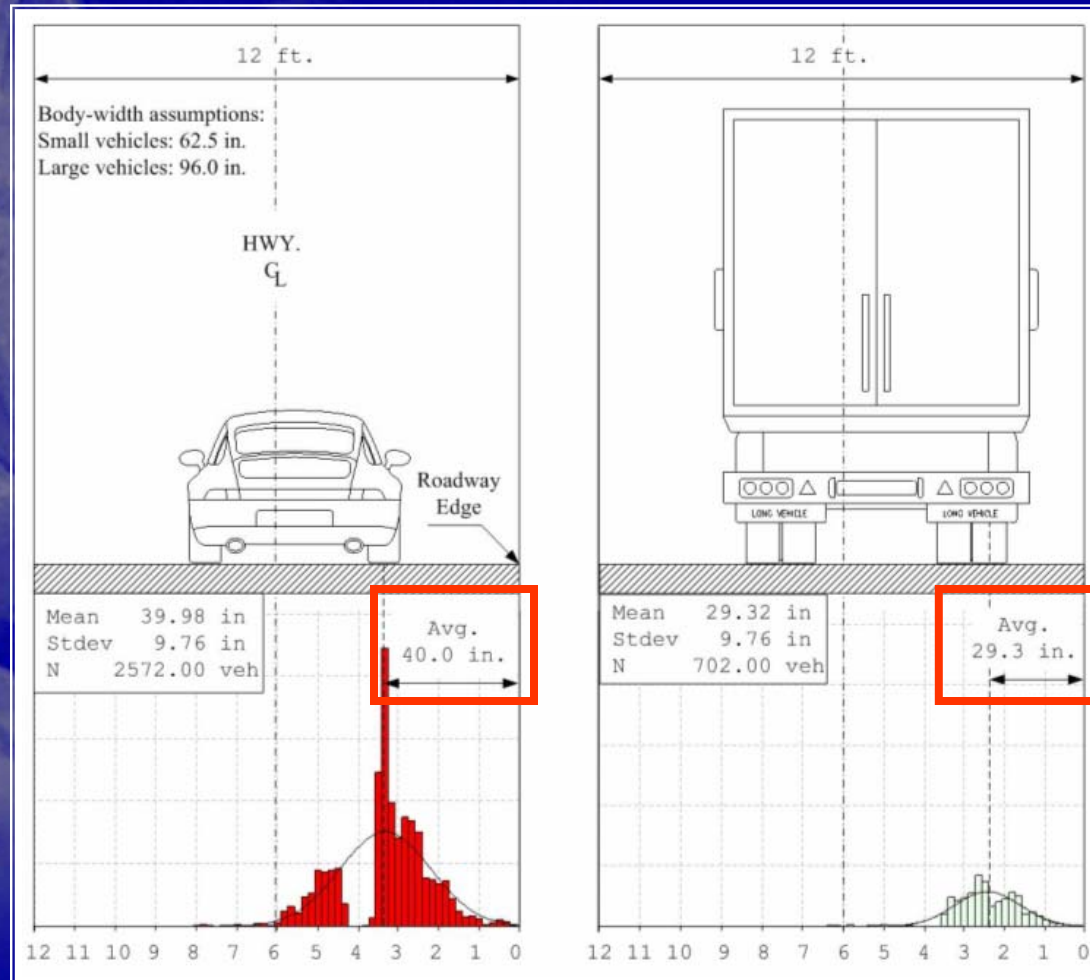 12 ft.
Body-width assumptions:
Small vehicles: 62.5 in.
Large vehicles: 96.0 in.
HWY.
CL
Roadway
Edge
Mean 39.98 in
Stdev 9.76 in
N 2572.00 veh
Avg.
40.0 in.
12 11 10 9 8 7 6 5 4 3 2 1 0
12 ft.
LONG VEHICLE LONG VEHICLE
Mean 29.32 in
Stdev 9.76 in
N 702.00 veh
Avg.
29.3 in.
12 11 10 9 8 7 6 5 4 3 2 1 0